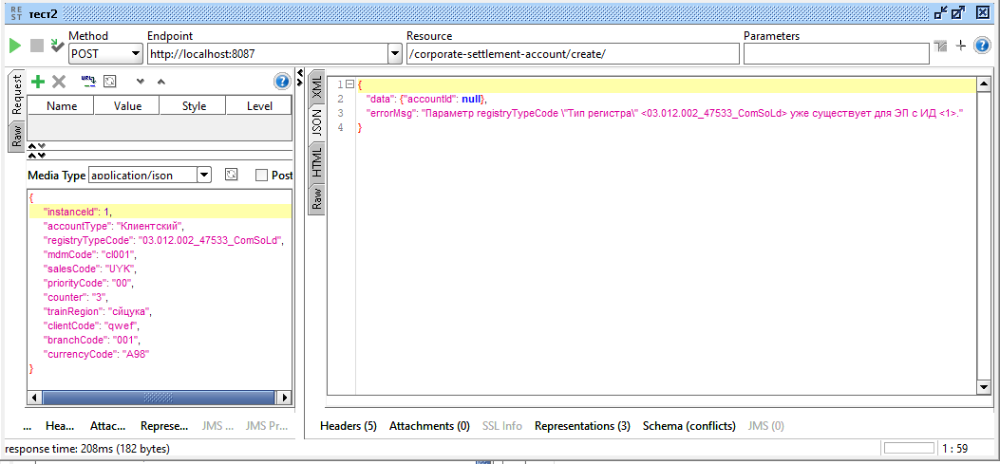 RE
ST
тест2
Method
Endpoint
Resource
Parameters
POST
http://localhost:8087
/corporate-settlement-account/create/
Request
Raw
Name
Value
Style
Level
Media Type
application/json
Post
{
"instanceId": 1,
"accountType": "Клиентский",
"registryTypeCode": "03.012.002_47533_ComSoLd",
"mdmCode": "cl001",
"salesCode": "UYK",
"priorityCode": "00",
"counter": "3",
"trainRegion": "сйцука",
"clientCode": "qwef",
"branchCode": "001",
"currencyCode": "A98"
}
... Hea... Attac... Represe... JMS ... JMS Pr...
XML
JSON
HTML
Raw
1 {
2 "data": {"accountId": null},
3 "errorMsg": "Параметр registryTypeCode \"Тип регистра\" <03.012.002_47533_ComSoLd> уже существует для ЭП с ИД <1>."
4 }
Headers (5) Attachments (0) SSL Info Representations (3) Schema (conflicts) JMS (0)
response time: 208ms (182 bytes)
1 : 59